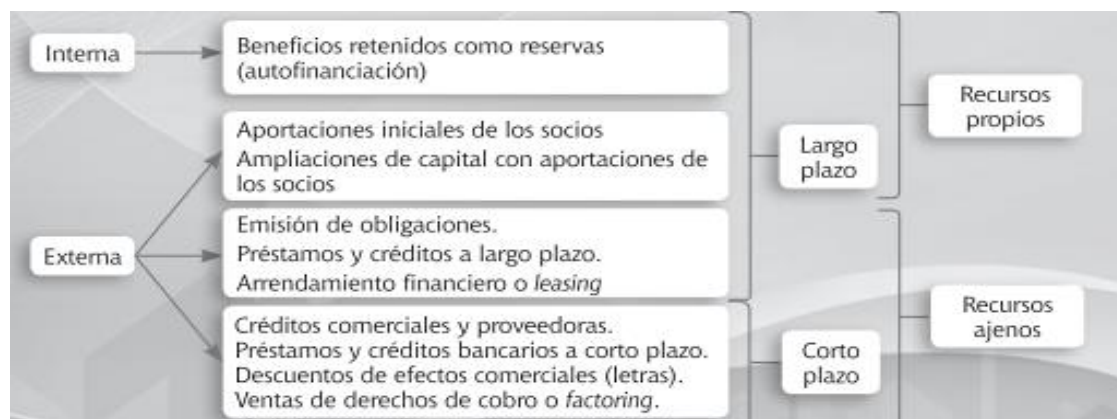 Interna
Beneficios retenidos como reservas
(autofinanciación)
Recursos
propios
Aportaciones iniciales de los socios
Ampliaciones de capital con aportaciones de
los socios
Largo
plazo
Externa
Emisión de obligaciones.
Préstamos y créditos a largo plazo.
Arrendamiento financiero o leasing
Recursos
ajenos
Créditos comerciales y proveedoras.
Préstamos y créditos bancarios a corto plazo.
Descuentos de efectos comerciales (letras).
Ventas de derechos de cobro o factoring.
Corto
plazo